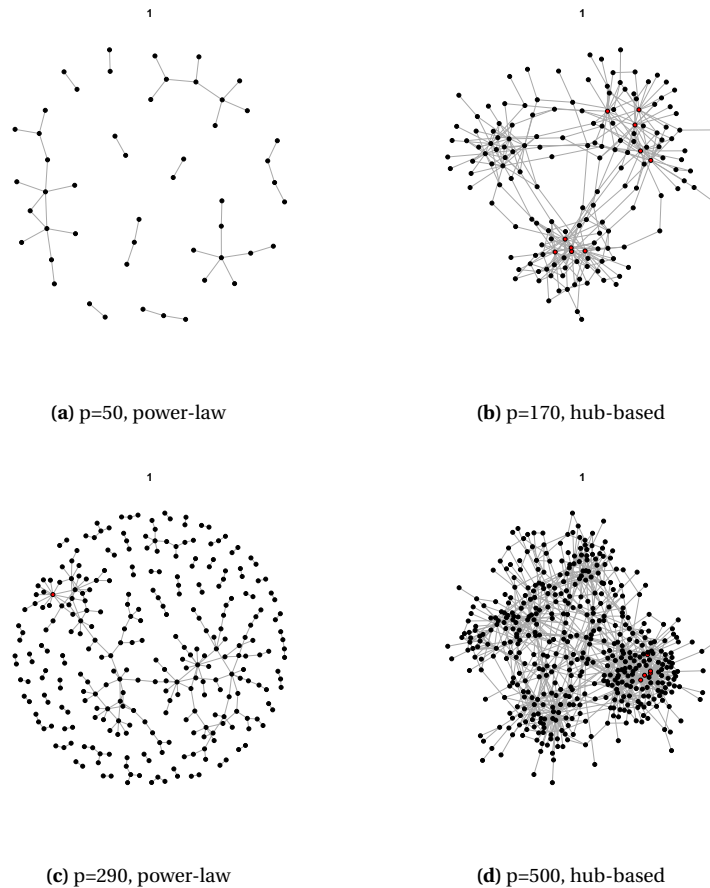 1
1
(a) p=50, power-law
(b) p=170, hub-based
1
1
(c) p=290, power-law
(d) p=500, hub-based